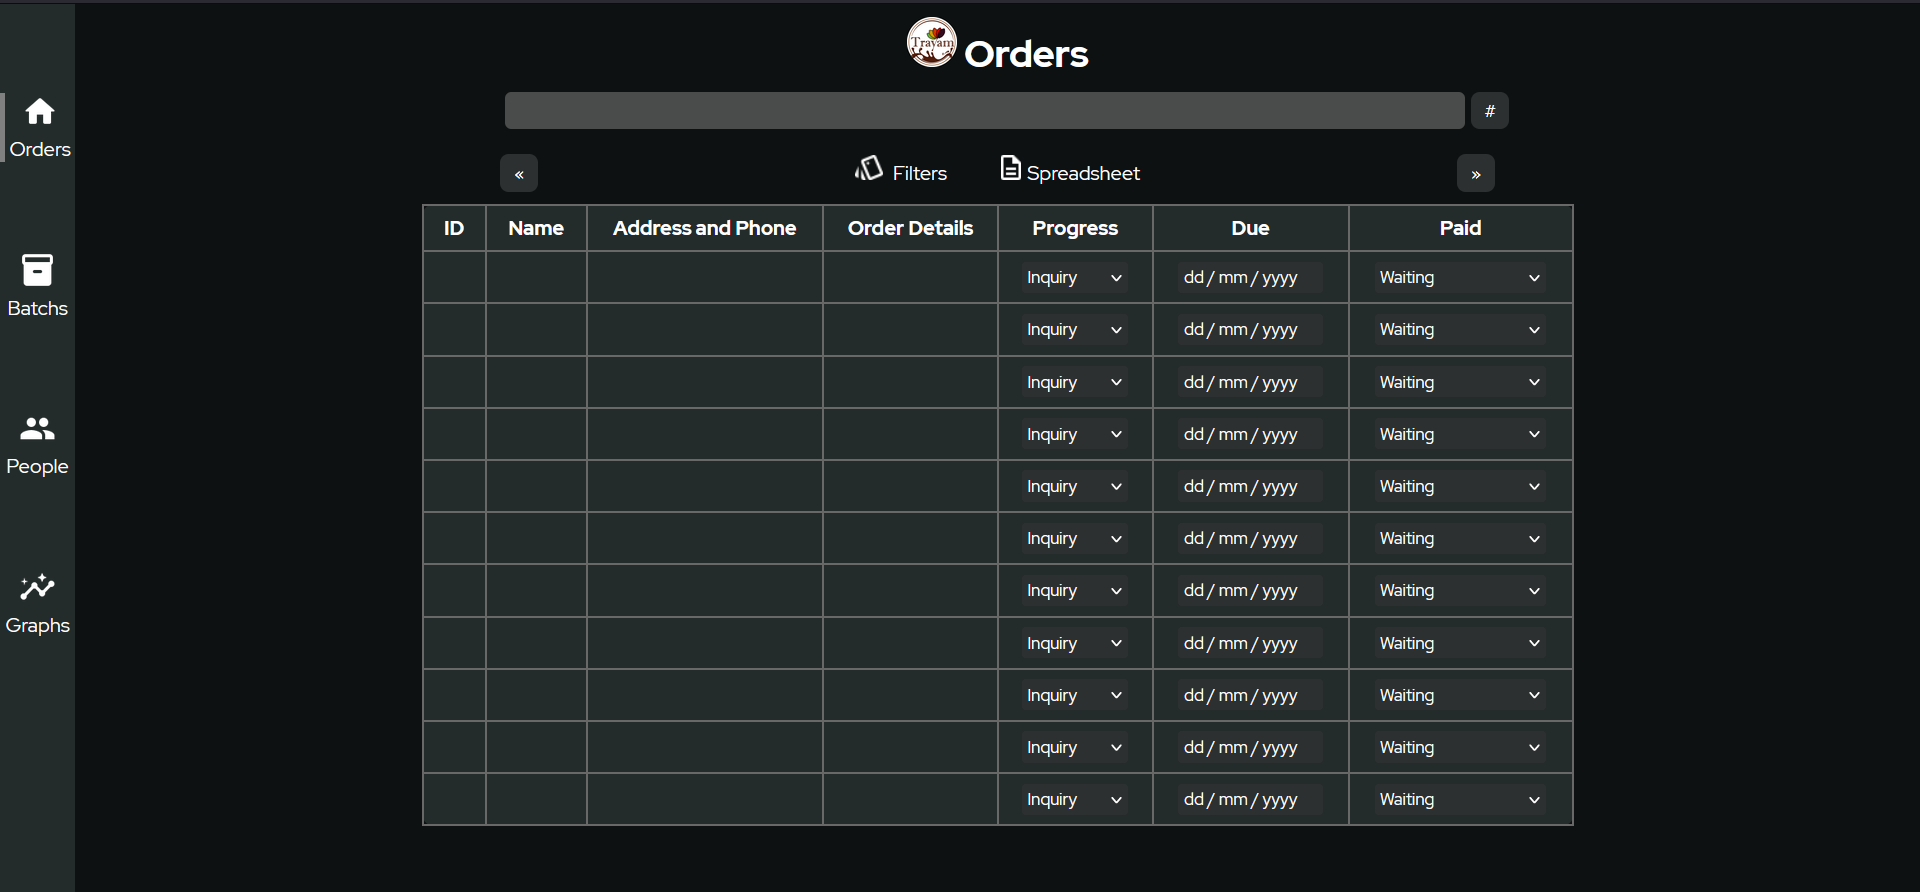 Trayam
Orders
#
Orders
« Filters Spreadsheet »
ID Name Address and Phone Order Details Progress Due Paid
Inquiry dd / mm / yyyy Waiting
Batchs
Inquiry dd / mm / yyyy Waiting
Inquiry dd / mm / yyyy Waiting
Inquiry dd / mm / yyyy Waiting
People
Inquiry dd / mm / yyyy Waiting
Inquiry dd / mm / yyyy Waiting
Inquiry dd / mm / yyyy Waiting
Graphs
Inquiry dd / mm / yyyy Waiting
Inquiry dd / mm / yyyy Waiting
Inquiry dd / mm / yyyy Waiting
Inquiry dd / mm / yyyy Waiting